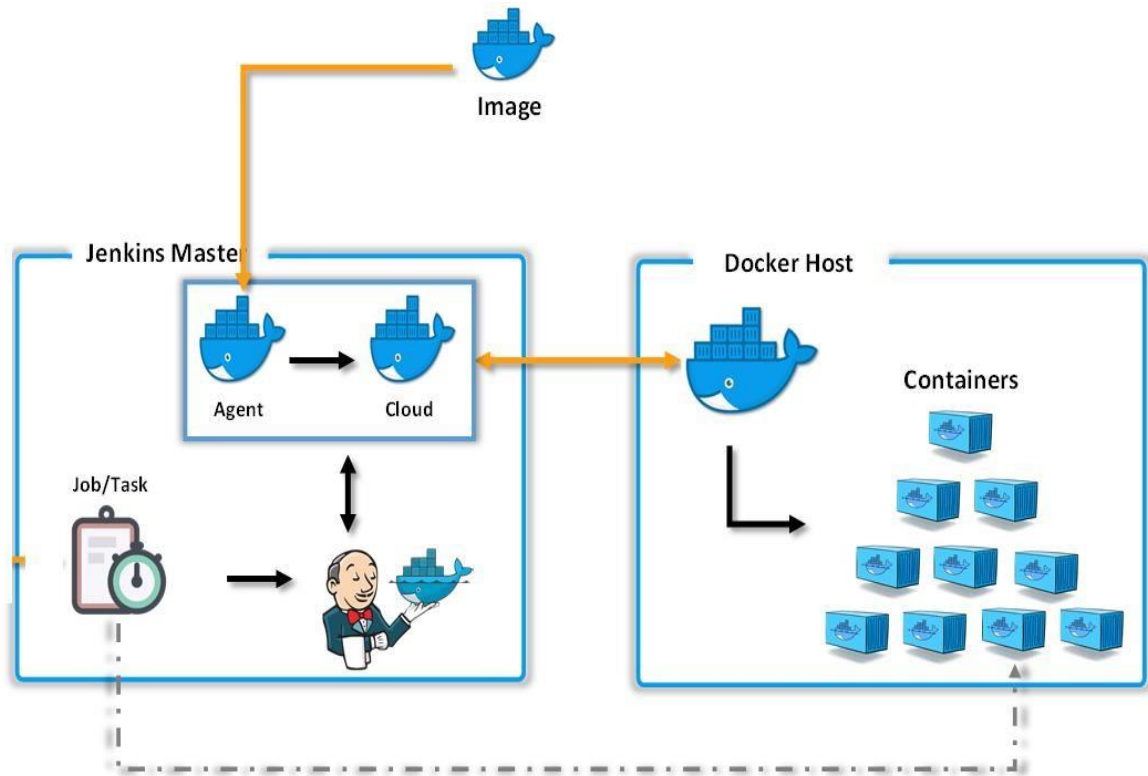 Image
Jenkins Master
Docker Host
Agent
Cloud
Containers
Job/Task